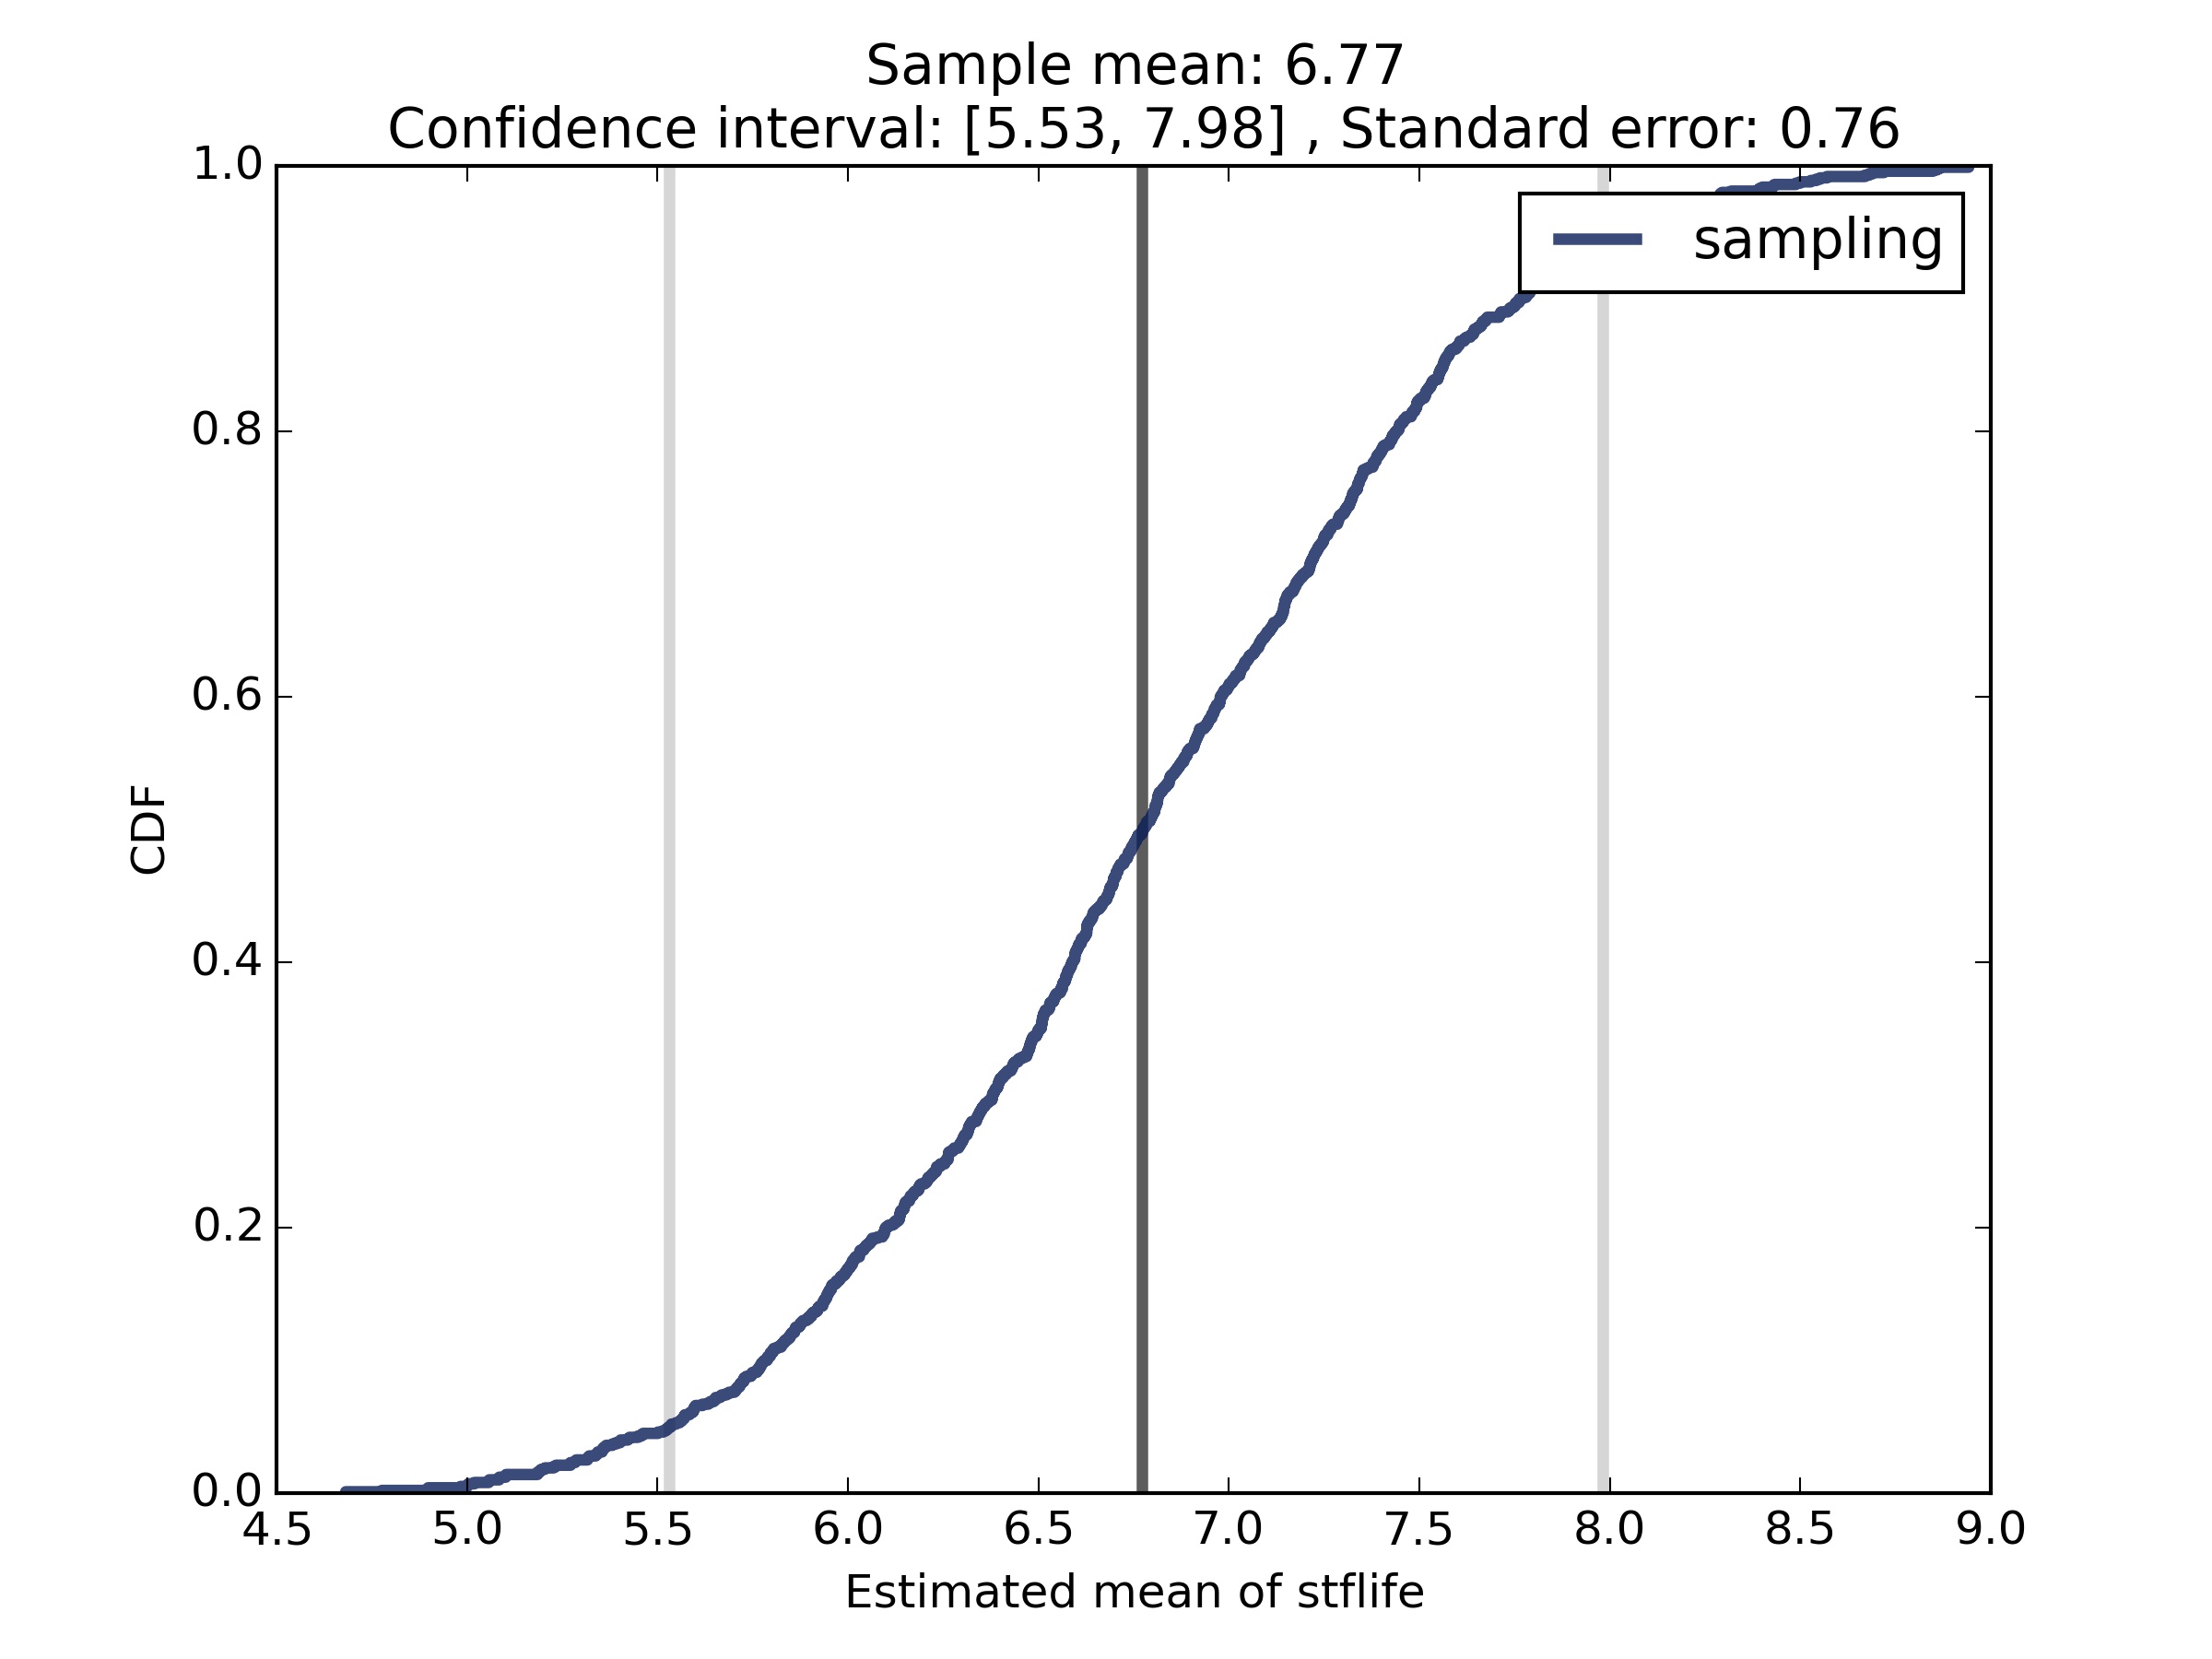 Sample mean: 6.77
Confidence interval: [5.53, 7.98] , Standard error: 0.76
sampling
1.0
0.8
0.6
0.4
0.2
0.0
CDF
4.5 5.0 5.5 6.0 6.5 7.0 7.5 8.0 8.5 9.0
Estimated mean of stflife